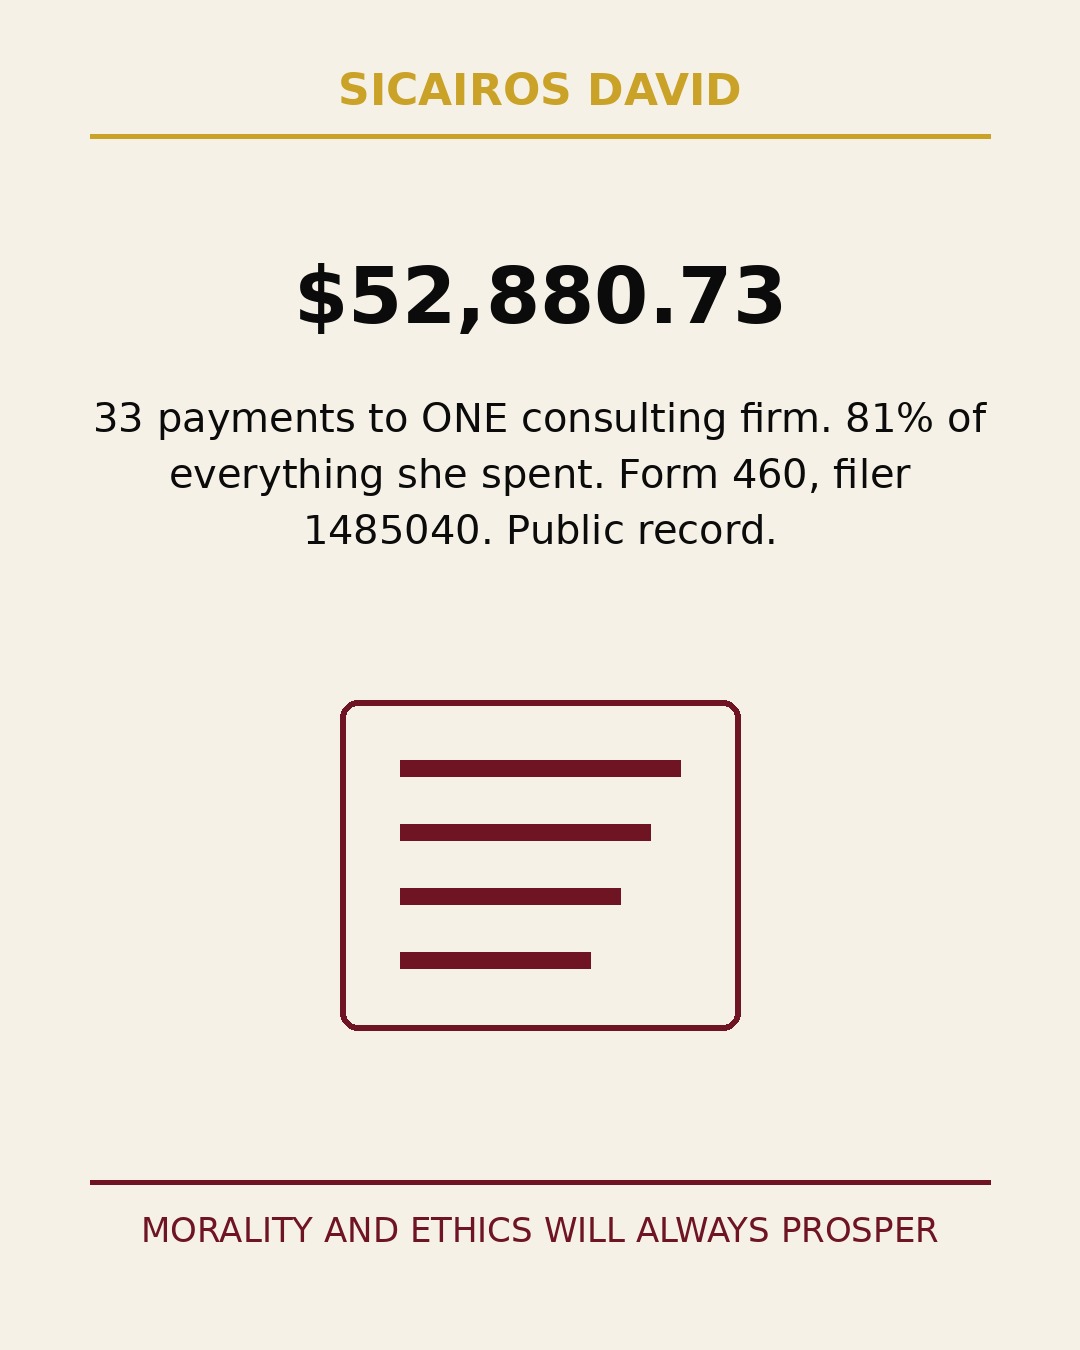 SICAIROS DAVID
$52,880.73
33 payments to ONE consulting firm. 81% of
everything she spent. Form 460, filer
1485040. Public record.
MORALITY AND ETHICS WILL ALWAYS PROSPER